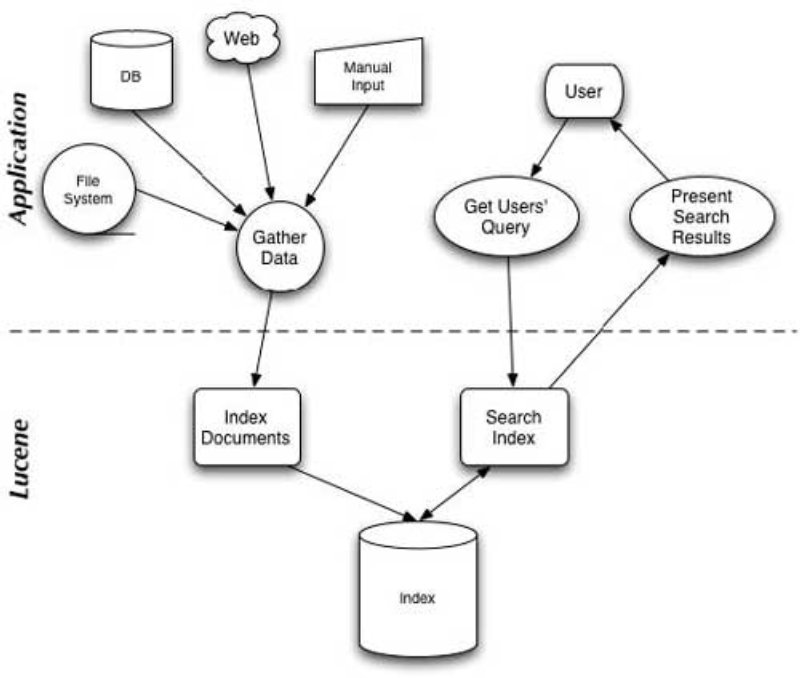 Application
DB
Web
Manual
Input
File
System
Gather
Data
User
Get Users'
Query
Present
Search
Results
Lucene
Index
Documents
Search
Index
Index